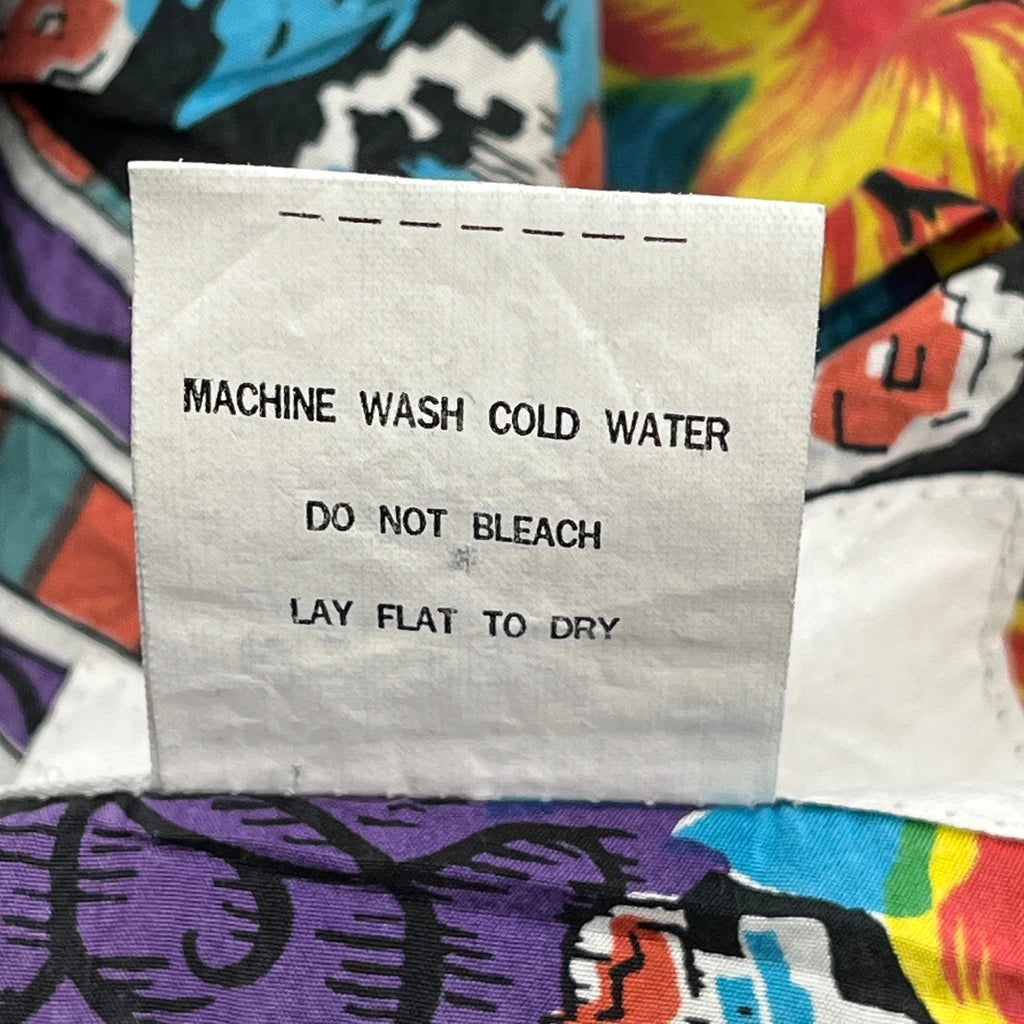 MACHINE WASH COLD WATER
DO NOT BLEACH
LAY FLAT TO DRY